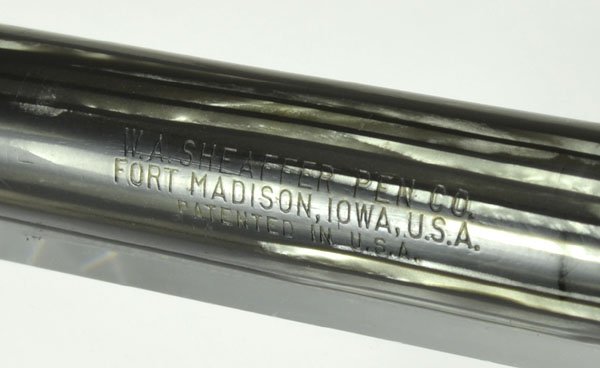 W.A. SHEAFFER PEN CO.
FORT MADISON, IOWA, U.S.A.
PATENTED IN U.S.A.